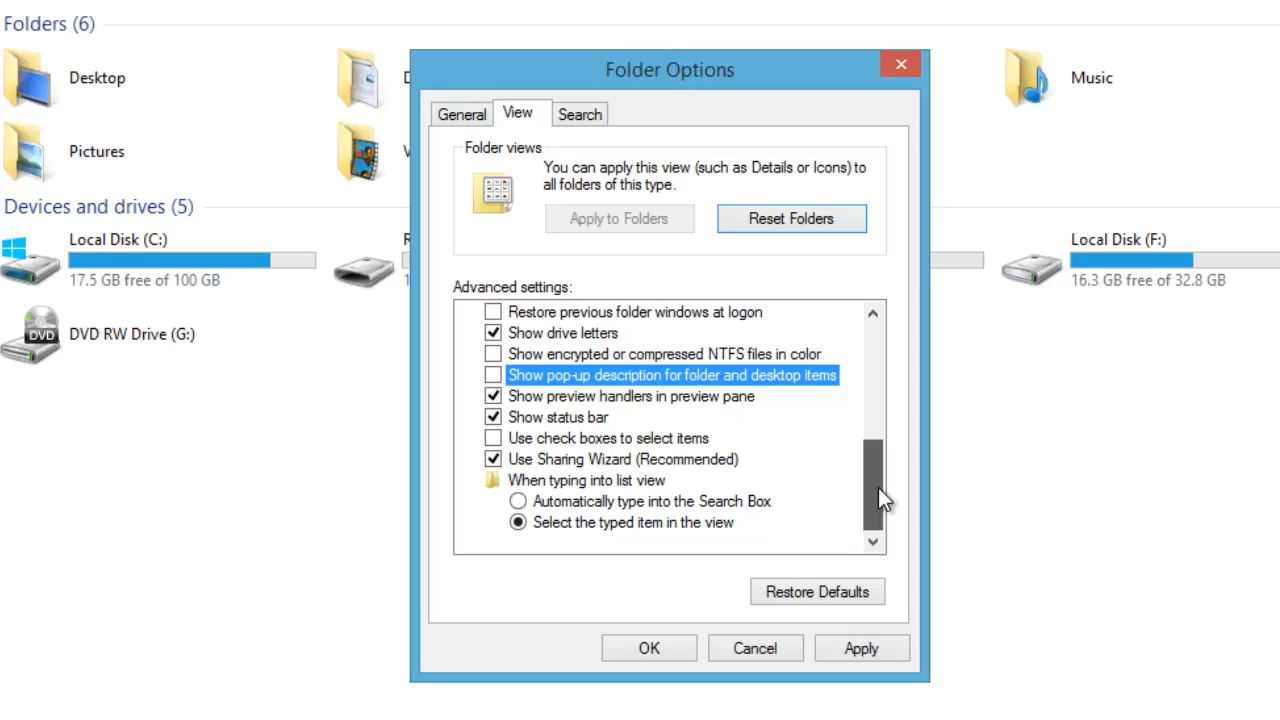 Folders (6)
Desktop
Music
Pictures
Devices and drives (5)
Local Disk (C:)
17.5 GB free of 100 GB
Local Disk (F:)
16.3 GB free of 32.8 GB
DVD
DVD RW Drive (G:)
Folder Options
General
View
Search
Folder views
You can apply this view (such as Details or Icons) to
all folders of this type.
Apply to Folders
Reset Folders
Advanced settings:
Restore previous folder windows at logon
Show drive letters
Show encrypted or compressed NTFS files in color
Show pop-up description for folder and desktop items
Show preview handlers in preview pane
Show status bar
Use check boxes to select items
Use Sharing Wizard (Recommended)
When typing into list view
Automatically type into the Search Box
Select the typed item in the view
Restore Defaults
OK
Cancel
Apply